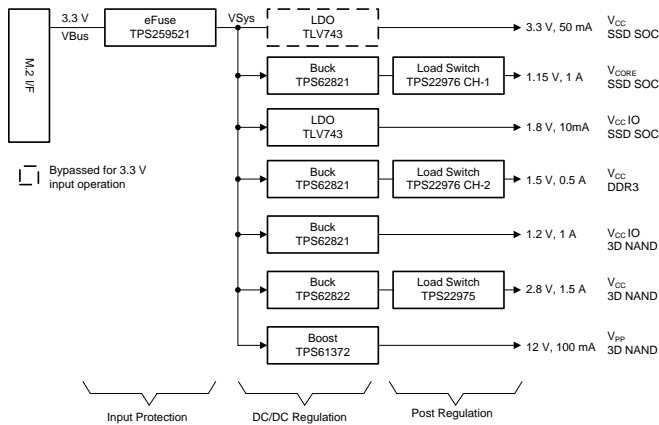 M.2 I/F
3.3 V
VBus
eFuse
TPS259521
VSys
LDO
TLV743
3.3 V, 50 mA
VCC
SSD SOC
Buck
TPS62821
Load Switch
TPS22976 CH-1
1.15 V, 1 A
VCORE
SSD SOC
LDO
TLV743
1.8 V, 10mA
VCC IO
SSD SOC
Bypassed for 3.3 V
input operation
Buck
TPS62821
Load Switch
TPS22976 CH-2
1.5 V, 0.5 A
VCC
DDR3
Buck
TPS62821
1.2 V, 1 A
VCC IO
3D NAND
Buck
TPS62822
Load Switch
TPS22975
2.8 V, 1.5 A
VCC
3D NAND
Boost
TPS61372
12 V, 100 mA
VPP
3D NAND
Input Protection
DC/DC Regulation
Post Regulation